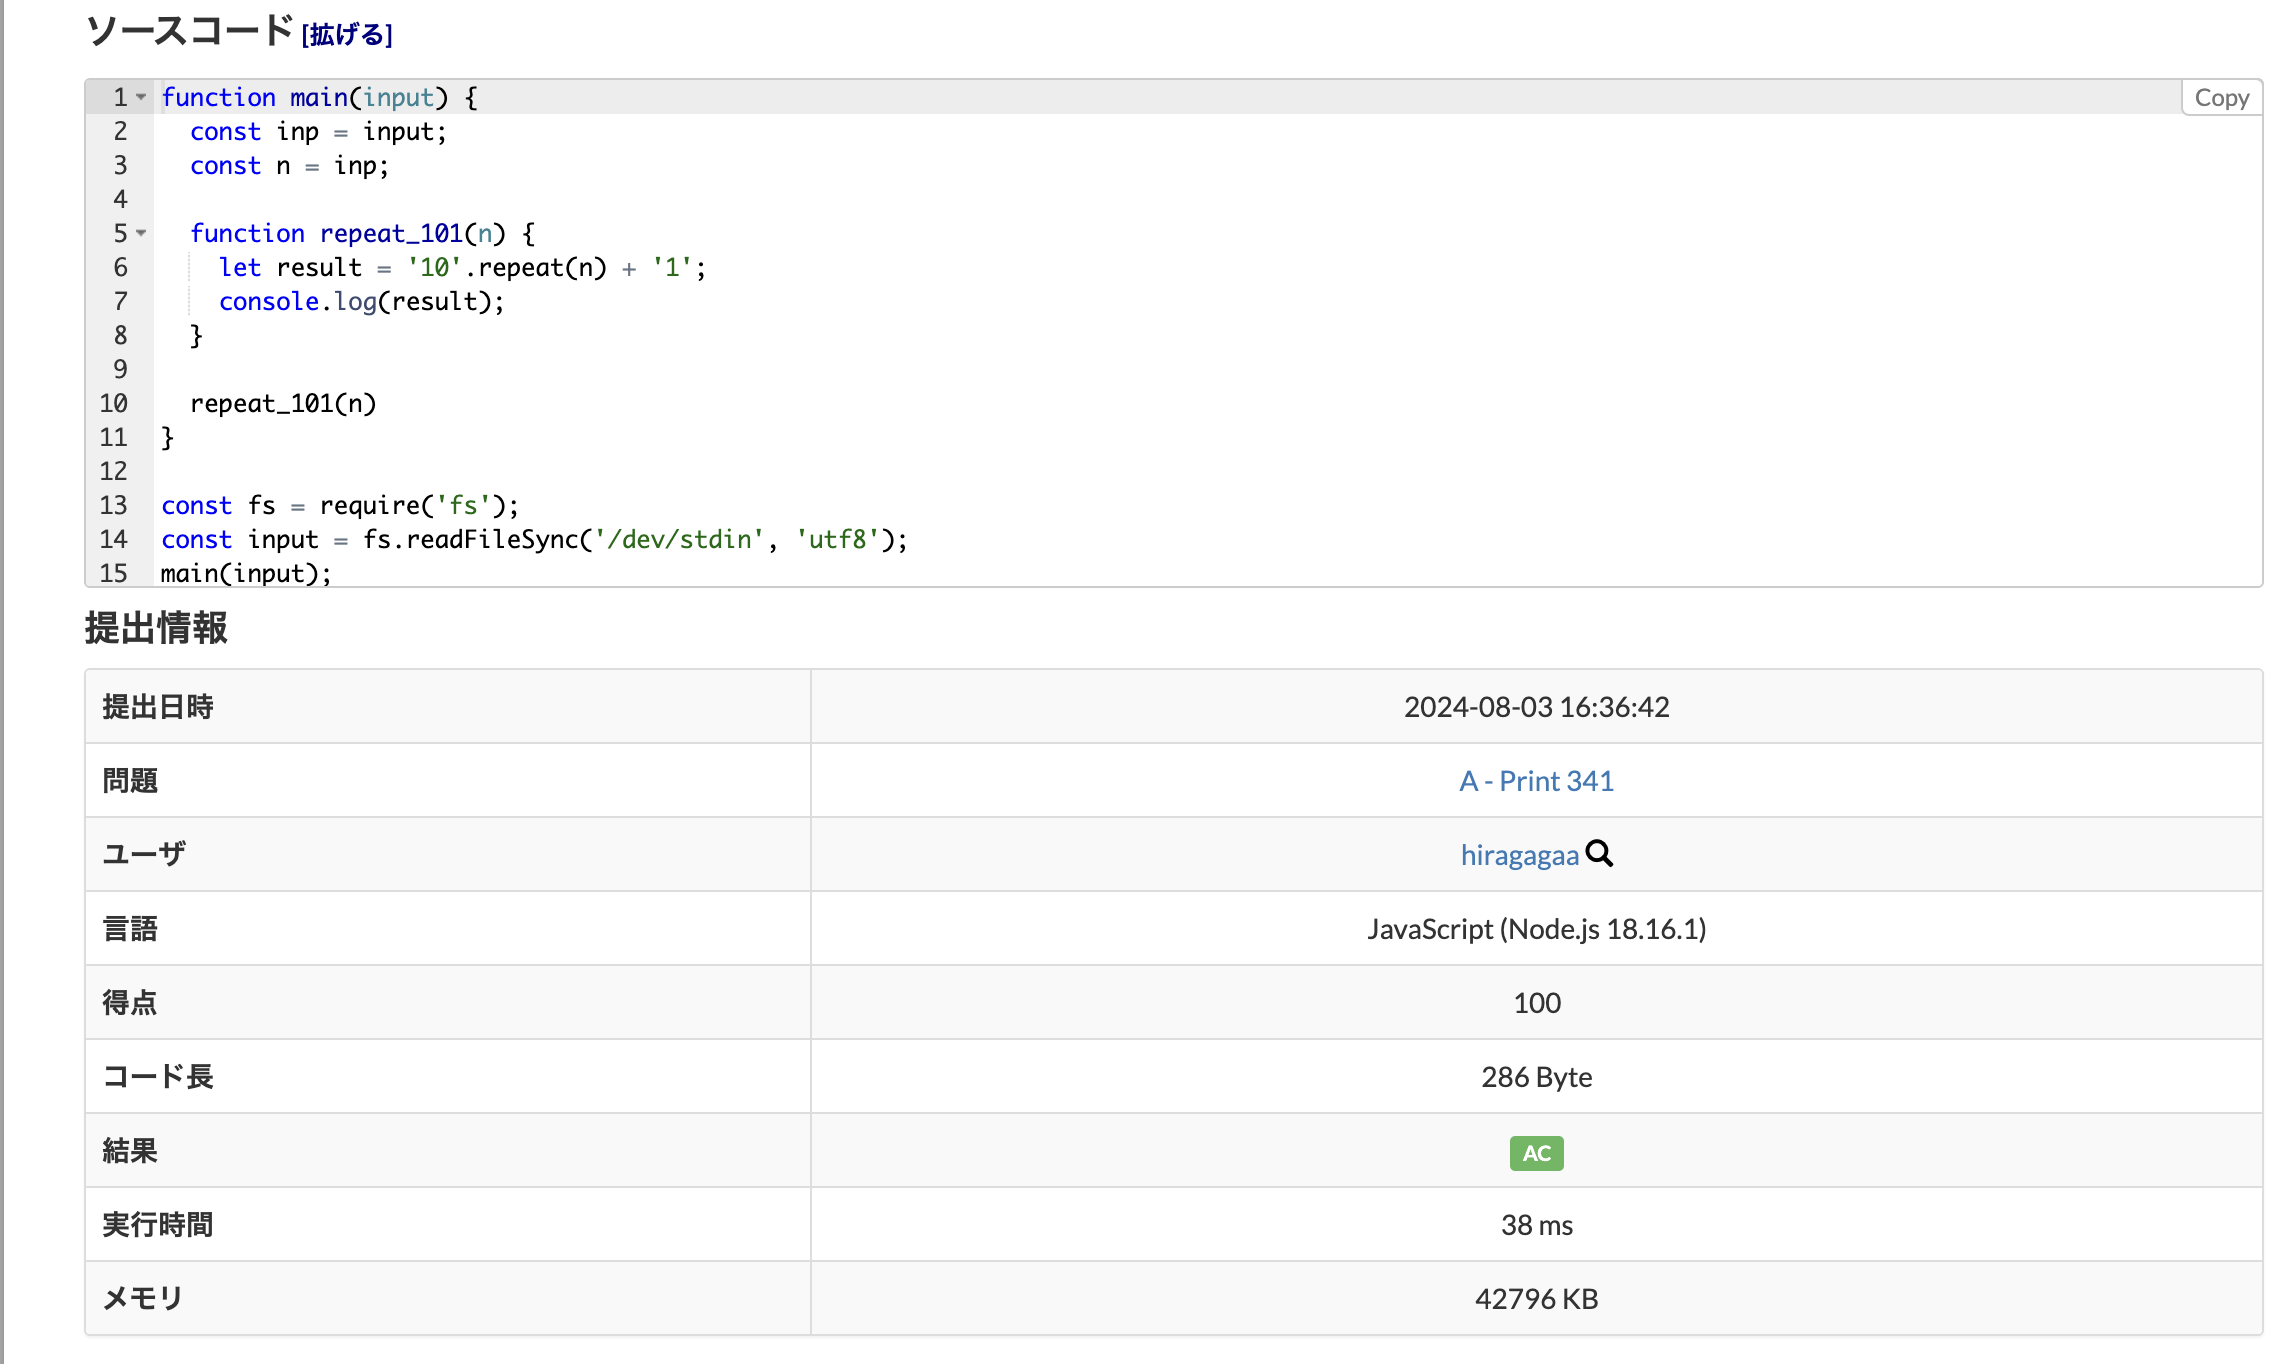 ソースコード [拡げる]
Copy
1 function main(input) {
2   const inp = input;
3   const n = inp;
4
5   function repeat_101(n) {
6     let result = '10'.repeat(n) + '1';
7     console.log(result);
8   }
9
10   repeat_101(n)
11 }
12
13 const fs = require('fs');
14 const input = fs.readFileSync('/dev/stdin', 'utf8');
15 main(input);
提出情報
提出日時 2024-08-03 16:36:42
問題 A - Print 341
ユーザ hiragagaa
言語 JavaScript (Node.js 18.16.1)
得点 100
コード長 286 Byte
結果 AC
実行時間 38 ms
メモリ 42796 KB